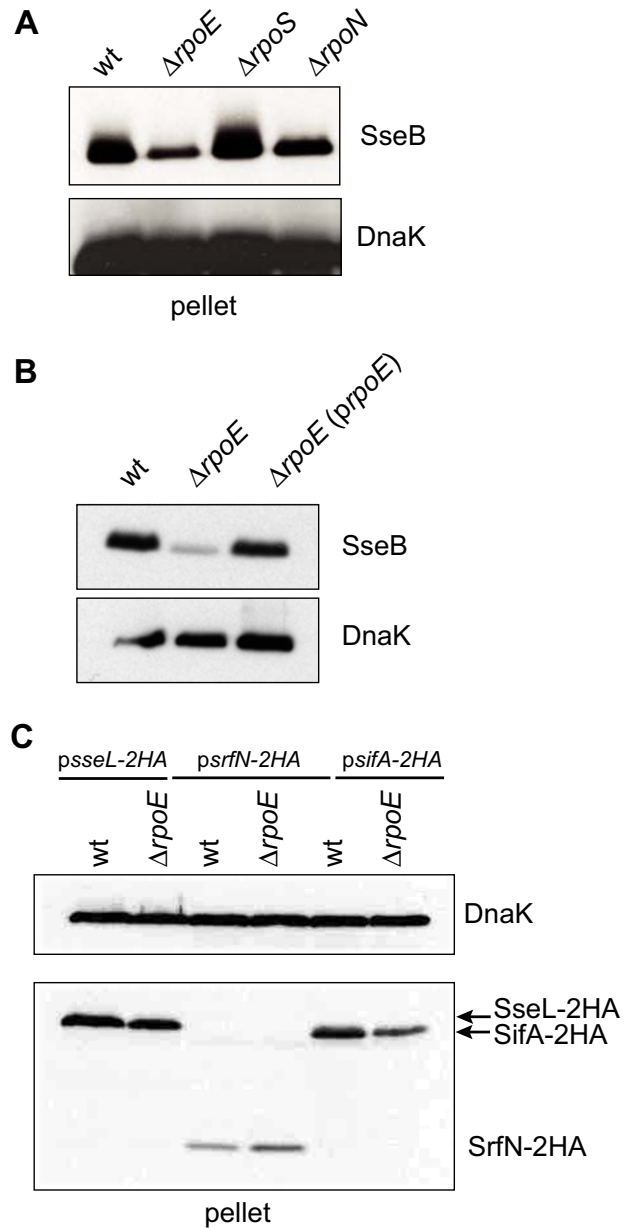 A
wt ΔrpoE ΔrpoS ΔrpoN
SseB
DnaK
pellet
B
wt ΔrpoE ΔrpoE (prpoE)
SseB
DnaK
C
psseL-2HA psrfN-2HA psifA-2HA
wt ΔrpoE wt ΔrpoE wt ΔrpoE
DnaK
SseL-2HA
SifA-2HA
SrfN-2HA
pellet